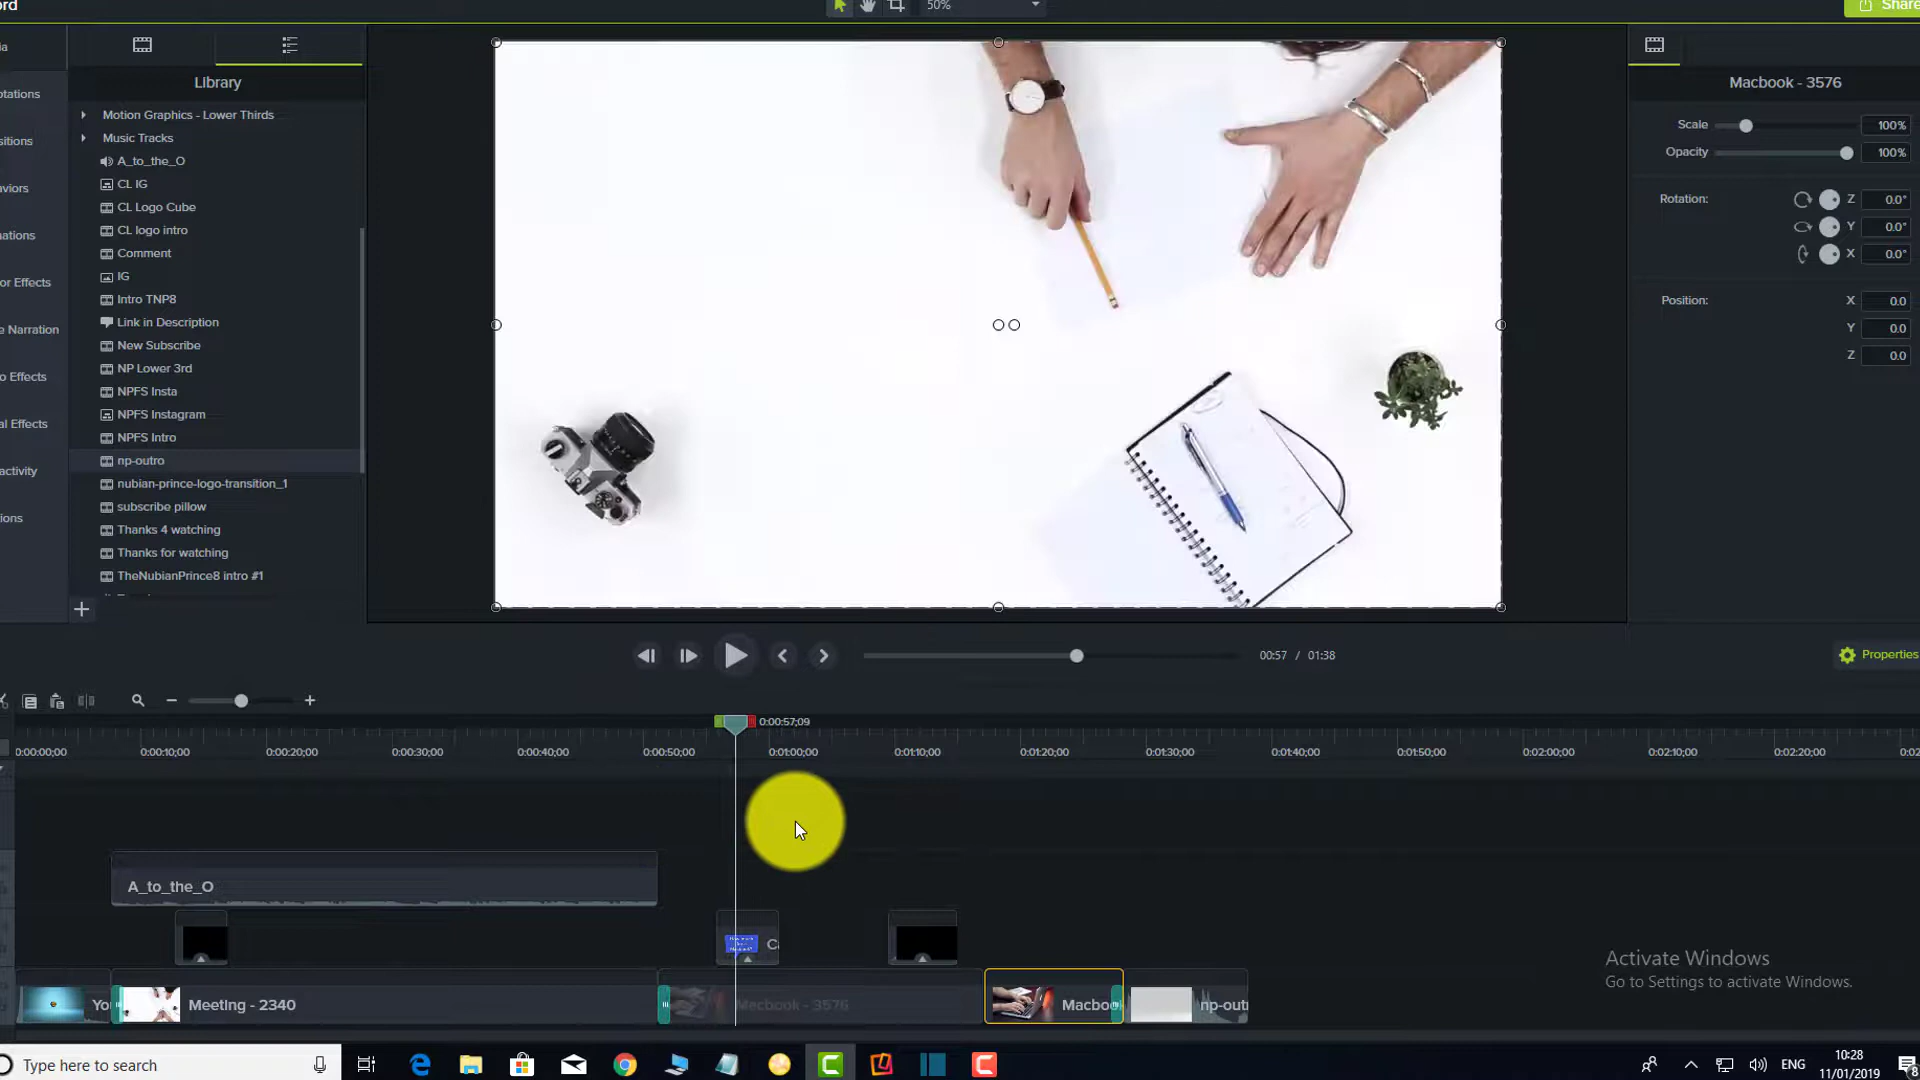 ord
50%
Share
ia
otations
sitions
aviors
nations
or Effects
e Narration
o Effects
al Effects
activity
ions
Library
Motion Graphics - Lower Thirds
Music Tracks
A_to_the_O
CL IG
CL Logo Cube
CL logo intro
Comment
IG
Intro TNP8
Link in Description
New Subscribe
NP Lower 3rd
NPFS Insta
NPFS Instagram
NPFS Intro
np-outro
nubian-prince-logo-transition_1
subscribe pillow
Thanks 4 watching
Thanks for watching
TheNubianPrince8 intro #1
Macbook - 3576
Scale 100%
Opacity 100%
Rotation: Z 0.0°
Y 0.0°
X 0.0°
Position: X 0.0
Y 0.0
Z 0.0
00:57 / 01:38
Properties
0:00:57;09
0:00:00;00 0:00:10;00 0:00:20;00 0:00:30;00 0:00:40;00 0:00:50;00 0:01:00;00 0:01:10;00 0:01:20;00 0:01:30;00 0:01:40;00 0:01:50;00 0:02:00;00 0:02:10;00 0:02:20;00 0:02
A_to_the_O
Ca
You
Meeting - 2340
Macbook - 3576
Macbook
np-outr
Activate Windows
Go to Settings to activate Windows.
Type here to search
ENG
10:28
11/01/2019
8